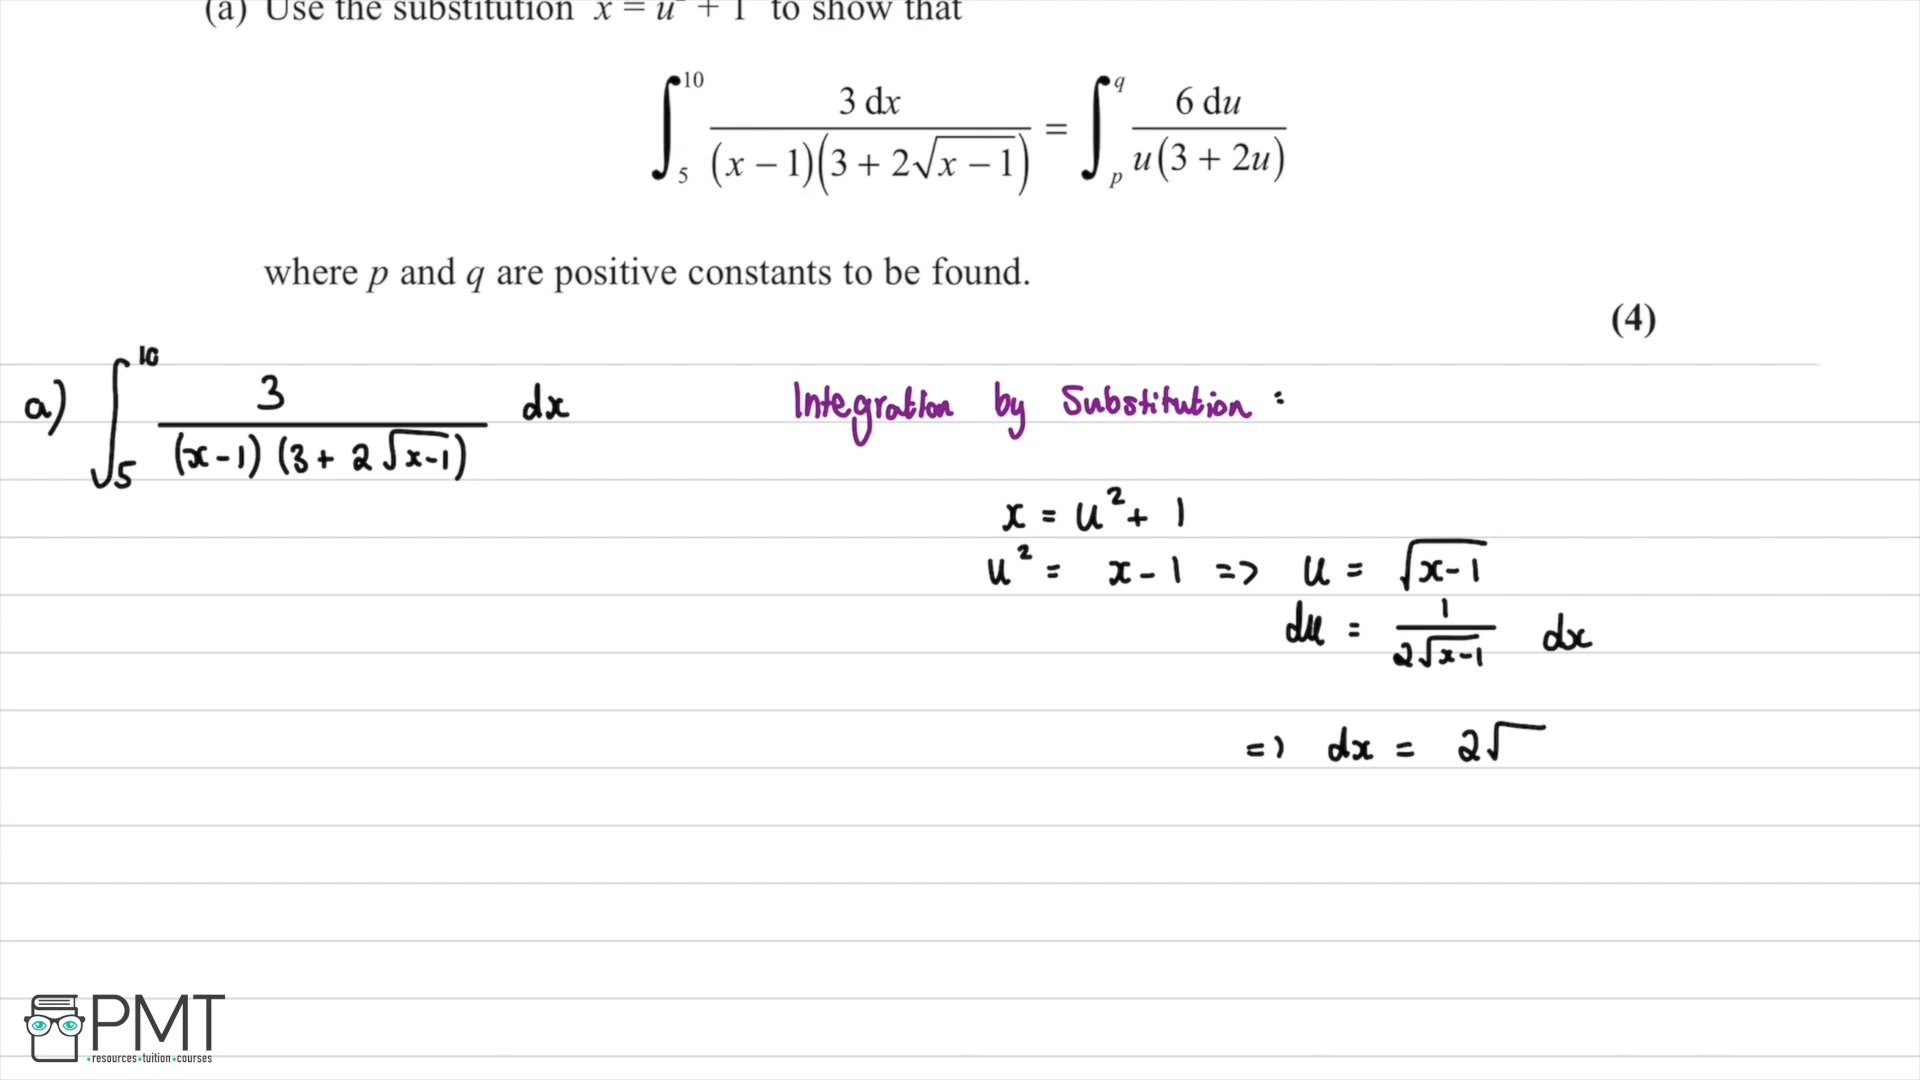 (a) Use the substitution x = u² + 1 to show that
∫₅¹⁰ 3 dx / ((x − 1)(3 + 2√(x − 1))) = ∫ₚ^q 6 du / (u(3 + 2u))
where p and q are positive constants to be found.
(4)
a) ∫₅¹⁰ 3 / ((x-1) (3 + 2√(x-1))) dx
Integration by Substitution :
x = u² + 1
u² = x - 1 => u = √(x-1)
du = 1 / (2√(x-1)) dx
=> dx = 2√
PMT
•resources•tuition•courses